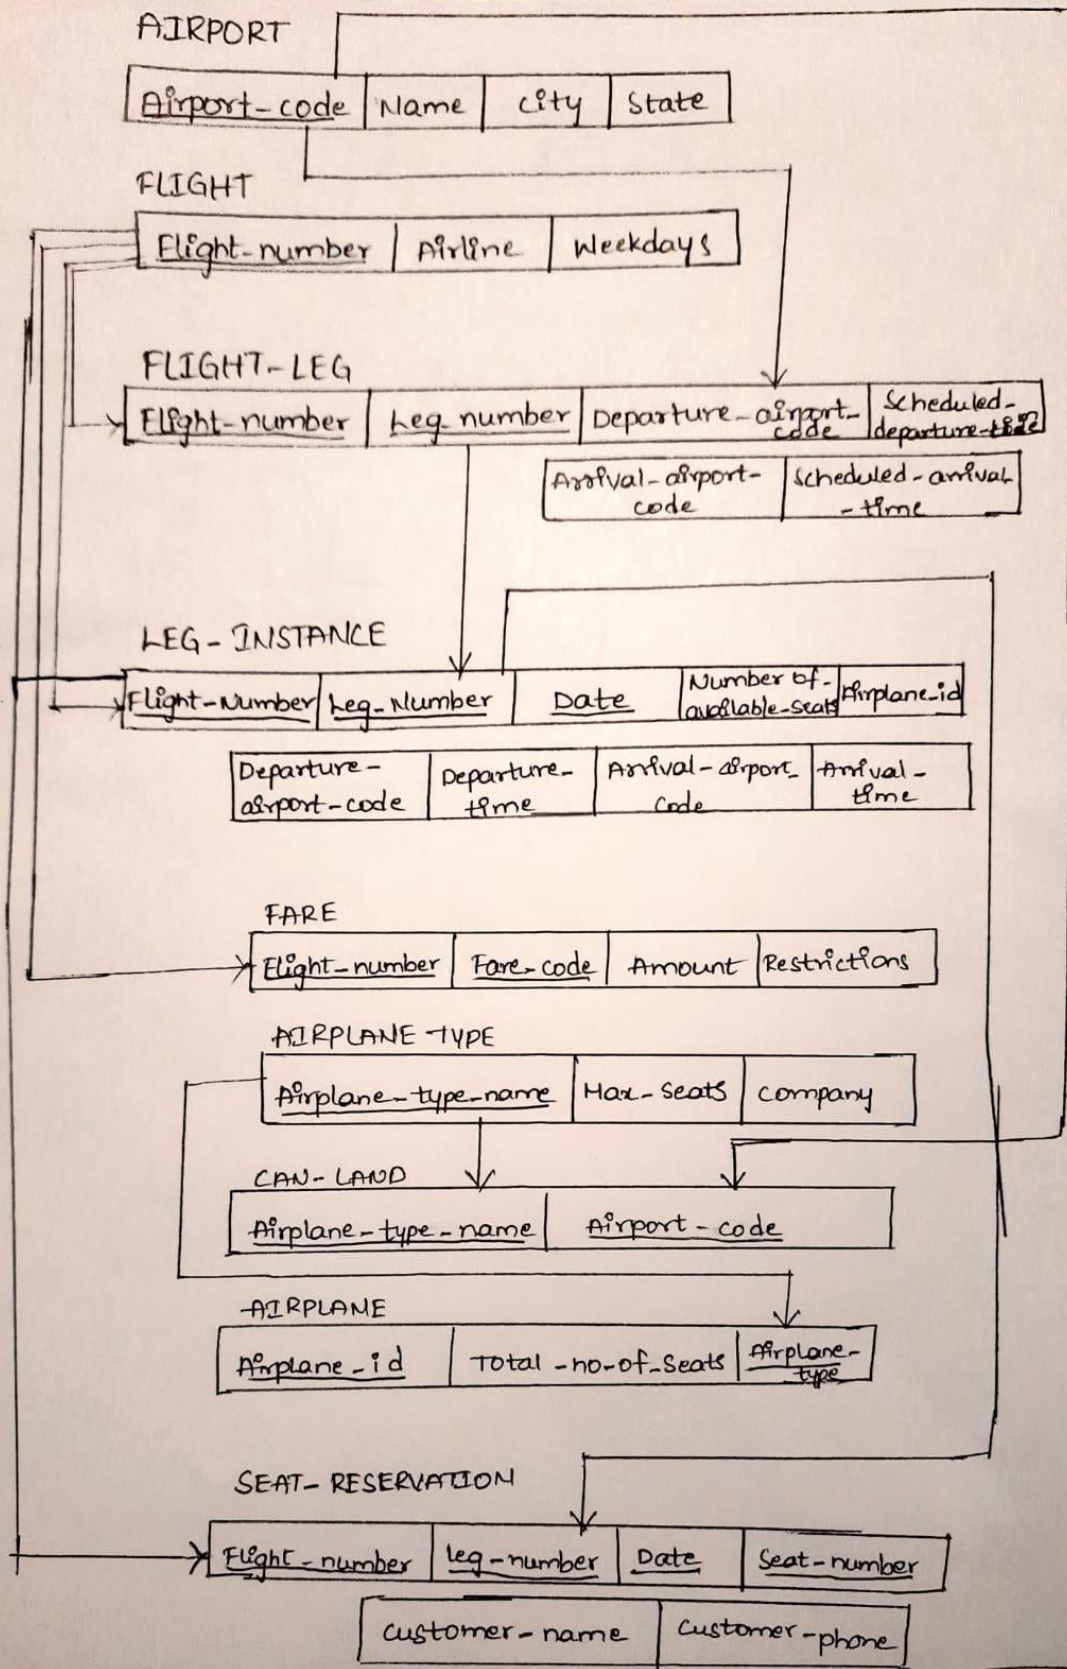 AIRPORT
Airport-code Name City State
FLIGHT
Flight-number Airline Weekdays
FLIGHT-LEG
Flight-number Leg number Departure-airport- Scheduled-
code departure-time
Arrival-airport- Scheduled-arrival
code -time
LEG-INSTANCE
Flight-Number Leg-Number Date Number of- Airplane-id
available-seats
Departure- Departure- Arrival-airport- Arrival-
airport-code time Code time
FARE
Flight-number Fare-code Amount Restrictions
AIRPLANE TYPE
Airplane-type-name Max-Seats Company
CAN-LAND
Airplane-type-name Airport-code
AIRPLANE
Airplane-id Total-no-of-Seats Airplane-
type
SEAT-RESERVATION
Flight-number leg-number Date Seat-number
customer-name Customer-phone